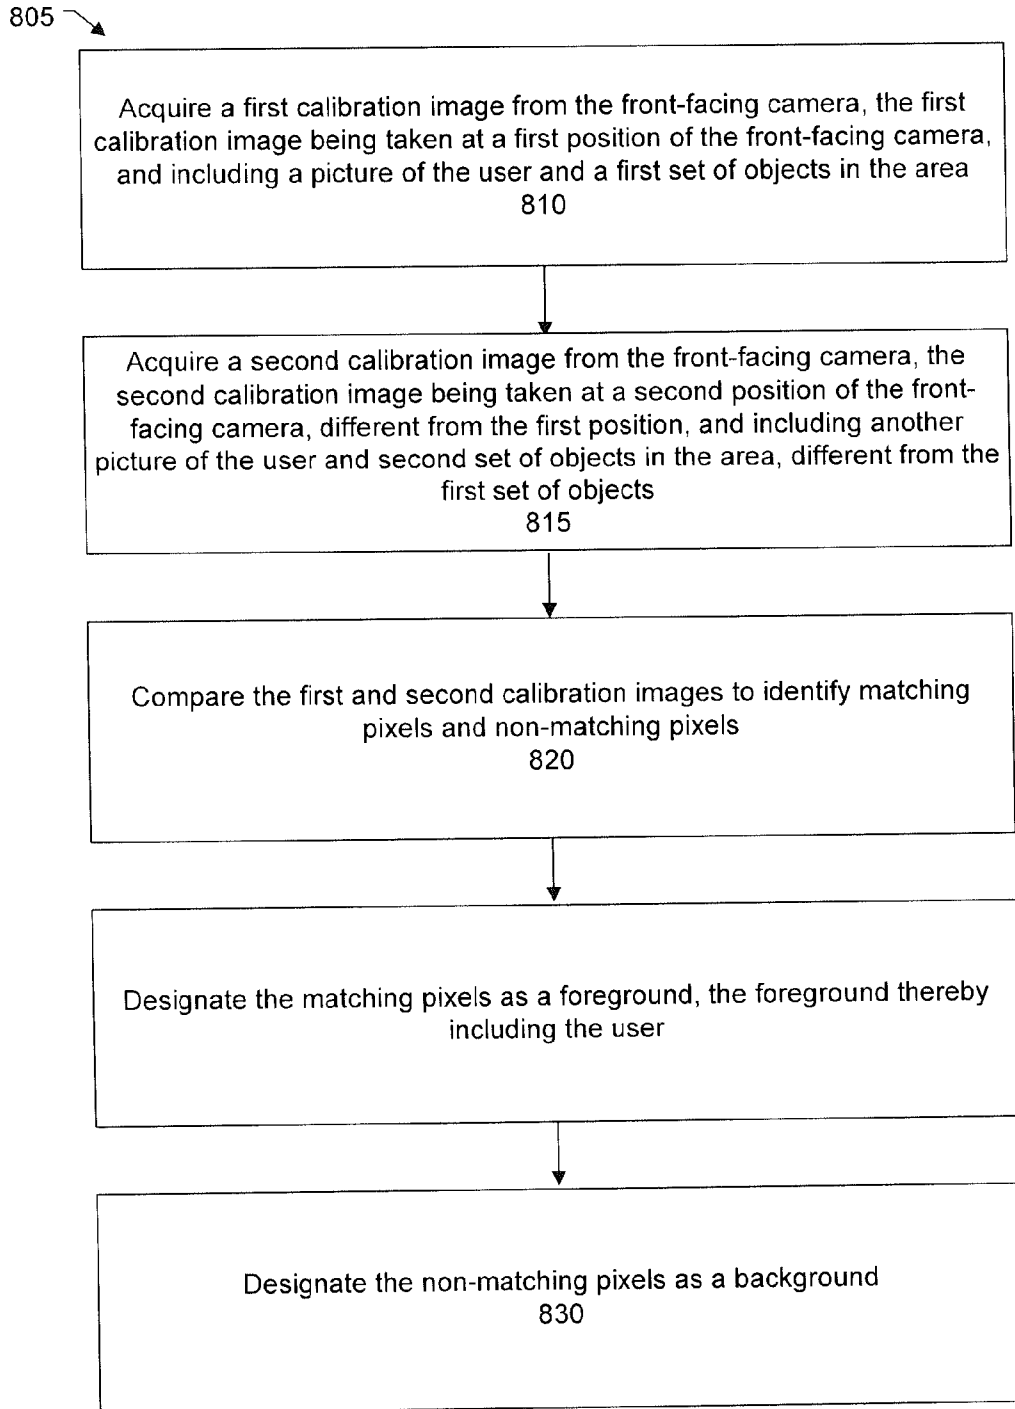 805
Acquire a first calibration image from the front-facing camera, the first
calibration image being taken at a first position of the front-facing camera,
and including a picture of the user and a first set of objects in the area
810
Acquire a second calibration image from the front-facing camera, the
second calibration image being taken at a second position of the front-
facing camera, different from the first position, and including another
picture of the user and second set of objects in the area, different from the
first set of objects
815
Compare the first and second calibration images to identify matching
pixels and non-matching pixels
820
Designate the matching pixels as a foreground, the foreground thereby
including the user
Designate the non-matching pixels as a background
830